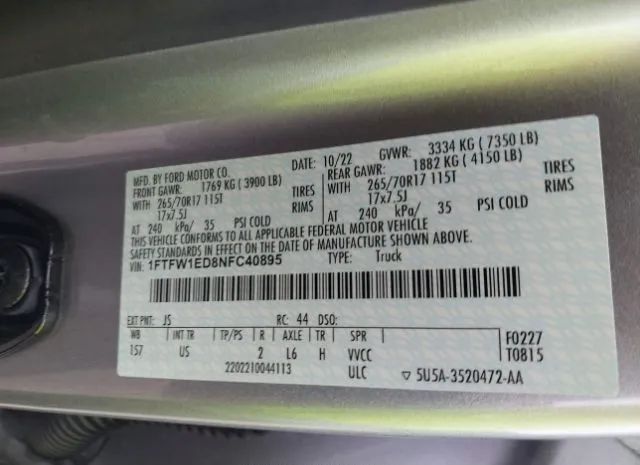 MFD. BY FORD MOTOR CO. DATE: 10/22 GVWR: 3334 KG ( 7350 LB)
FRONT GAWR: 1769 KG ( 3900 LB) REAR GAWR: 1882 KG ( 4150 LB)
WITH 265/70R17 115T TIRES WITH 265/70R17 115T TIRES
17x7.5J RIMS 17x7.5J RIMS
AT 240 kPa/ 35 PSI COLD AT 240 kPa/ 35 PSI COLD
THIS VEHICLE CONFORMS TO ALL APPLICABLE FEDERAL MOTOR VEHICLE
SAFETY STANDARDS IN EFFECT ON THE DATE OF MANUFACTURE SHOWN ABOVE.
VIN: 1FTFW1ED8NFC40895 TYPE: Truck
EXT PNT: JS RC: 44 DSO:
WB INT TR TP/PS R AXLE TR SPR F0227
157 US 2 L6 H VVCC T0815
2202210044113 ULC ▽ 5U5A-3520472-AA